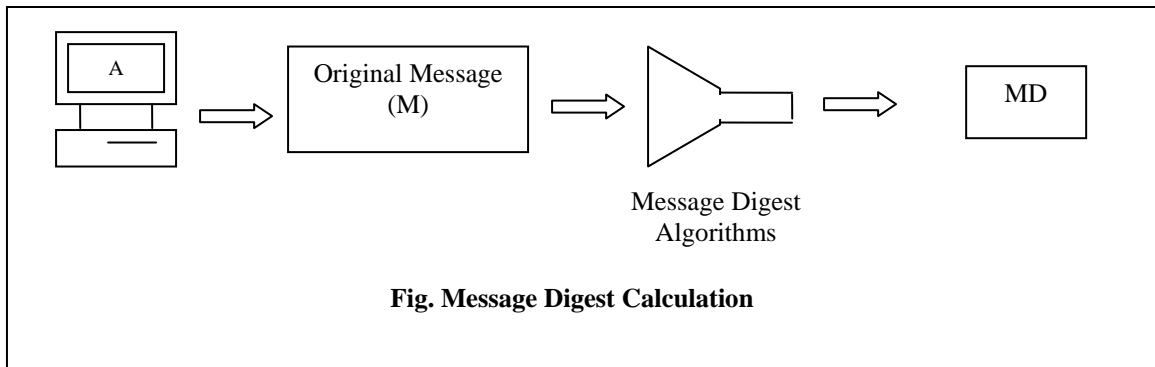 A
Original Message
(M)
MD
Message Digest
Algorithms
Fig. Message Digest Calculation